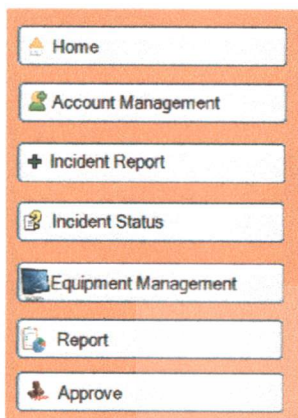 Home
Account Management
Incident Report
Incident Status
Equipment Management
Report
Approve